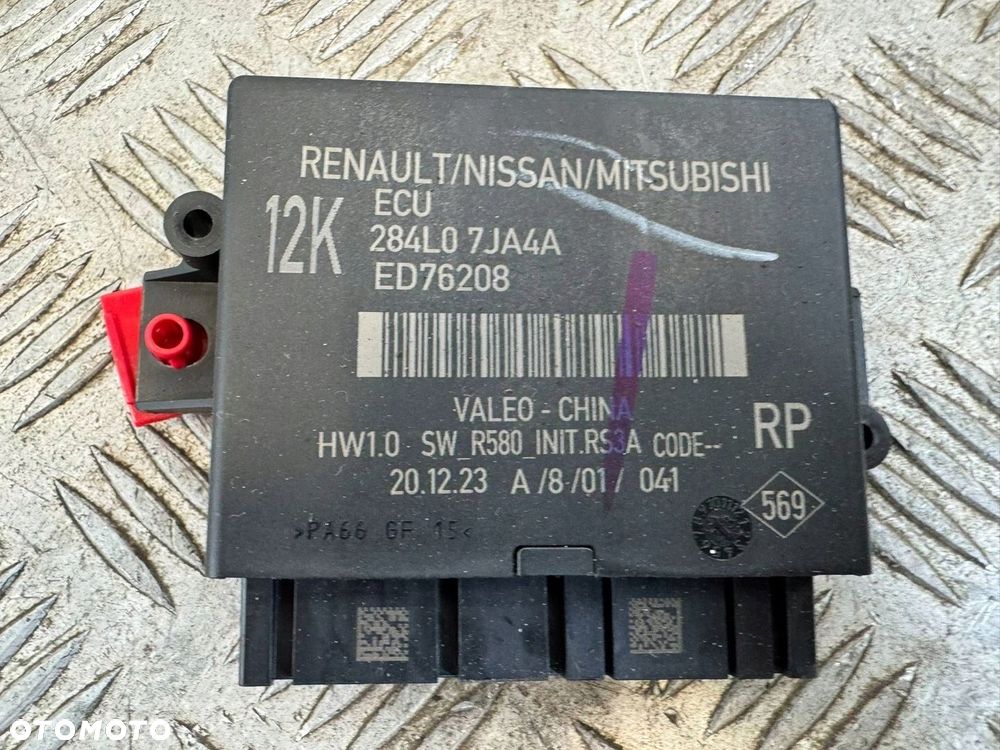 RENAULT/NISSAN/MITSUBISHI
12K
ECU
284L0 7JA4A
ED76208
VALEO - CHINA
HW1.0 SW_R580_INIT.RS3A CODE--
RP
20.12.23 A /8 /01/ 041
569
>PA66 GF 15<
OTOMOTO
OTOMOTO